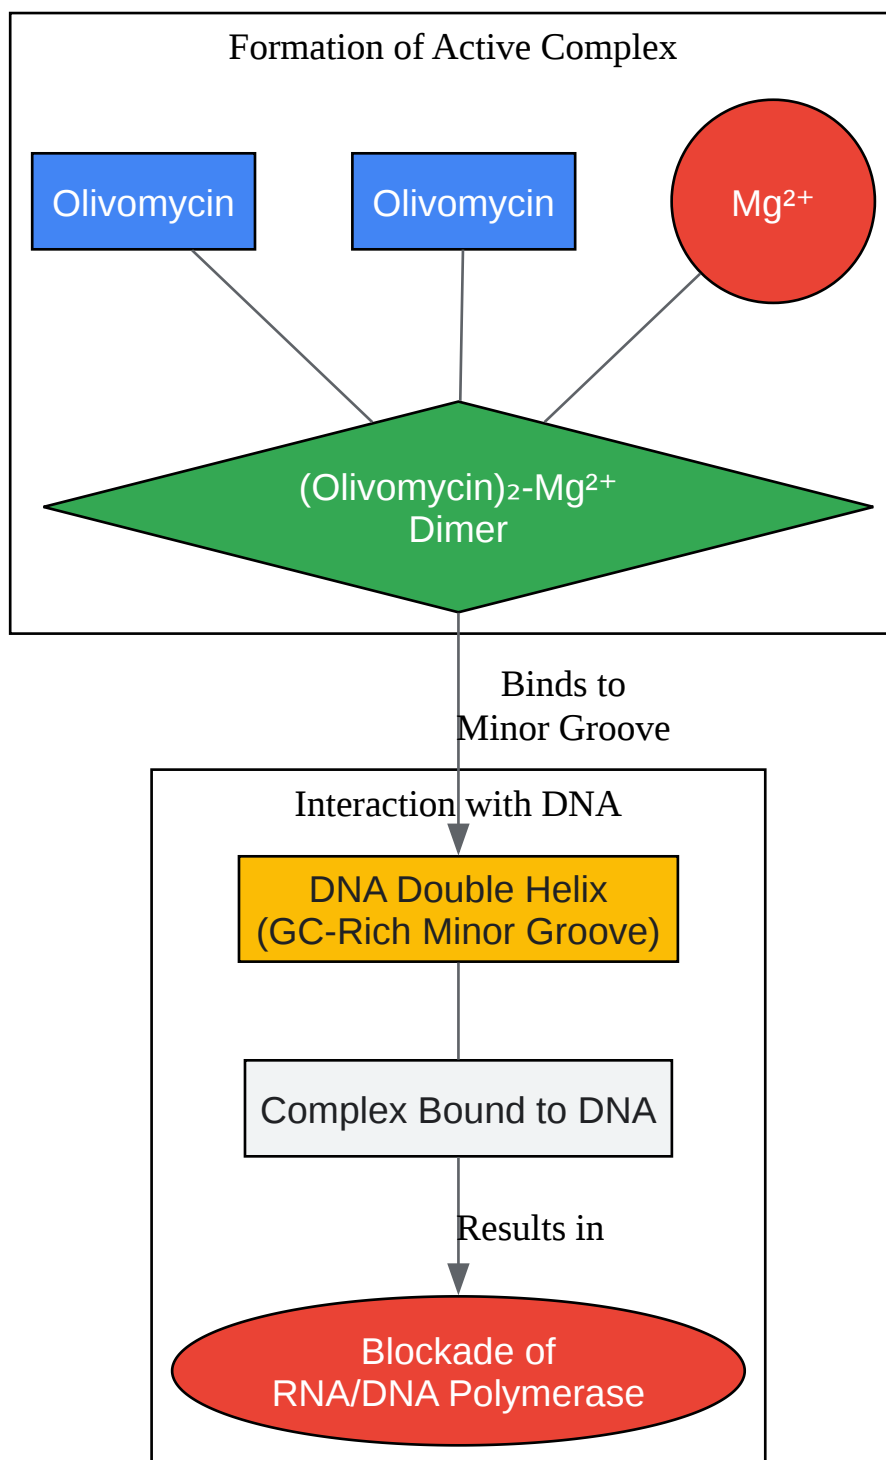 Formation of Active Complex
Olivomycin
Olivomycin
Mg²⁺
(Olivomycin)₂-Mg²⁺
Dimer
Binds to
Minor Groove
Interaction with DNA
DNA Double Helix
(GC-Rich Minor Groove)
Complex Bound to DNA
Results in
Blockade of
RNA/DNA Polymerase